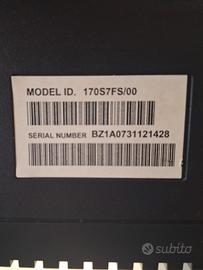 MODEL ID. 170S7FS/00
SERIAL NUMBER BZ1A0731121428
subito